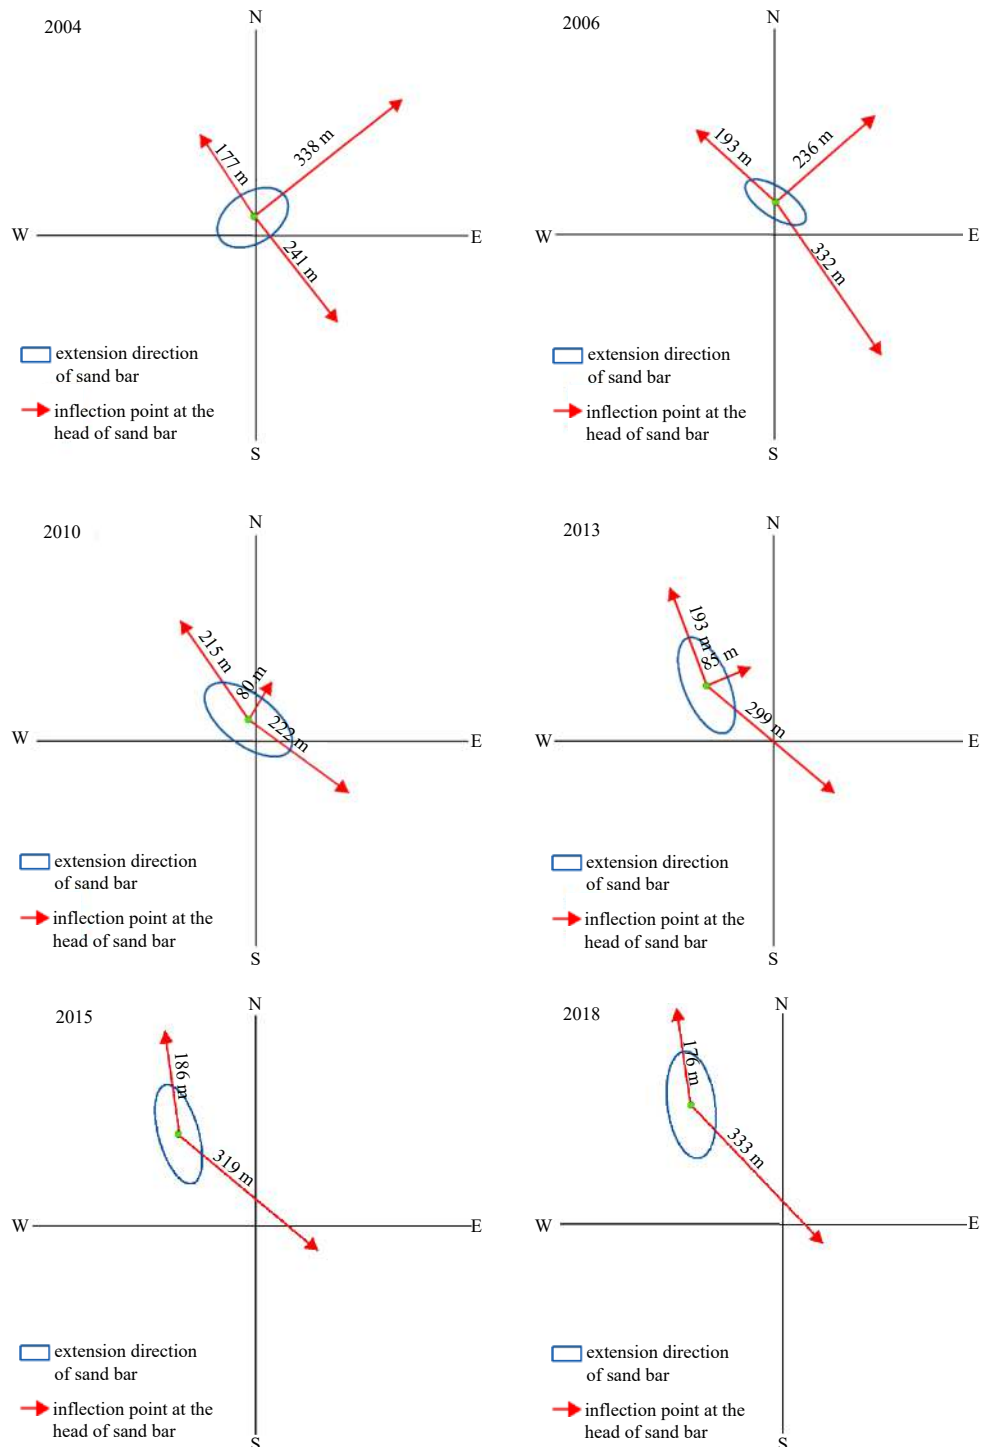 2004
N
177 m
338 m
W
E
241 m
extension direction
of sand bar
inflection point at the
head of sand bar
S
2006
N
193 m
236 m
W
E
332 m
extension direction
of sand bar
inflection point at the
head of sand bar
S
2010
N
215 m
80 m
222 m
W
E
extension direction
of sand bar
inflection point at the
head of sand bar
S
2013
N
193 m
85 m
299 m
W
E
extension direction
of sand bar
inflection point at the
head of sand bar
S
2015
N
186 m
319 m
W
E
extension direction
of sand bar
inflection point at the
head of sand bar
S
2018
N
176 m
333 m
W
E
extension direction
of sand bar
inflection point at the
head of sand bar
S